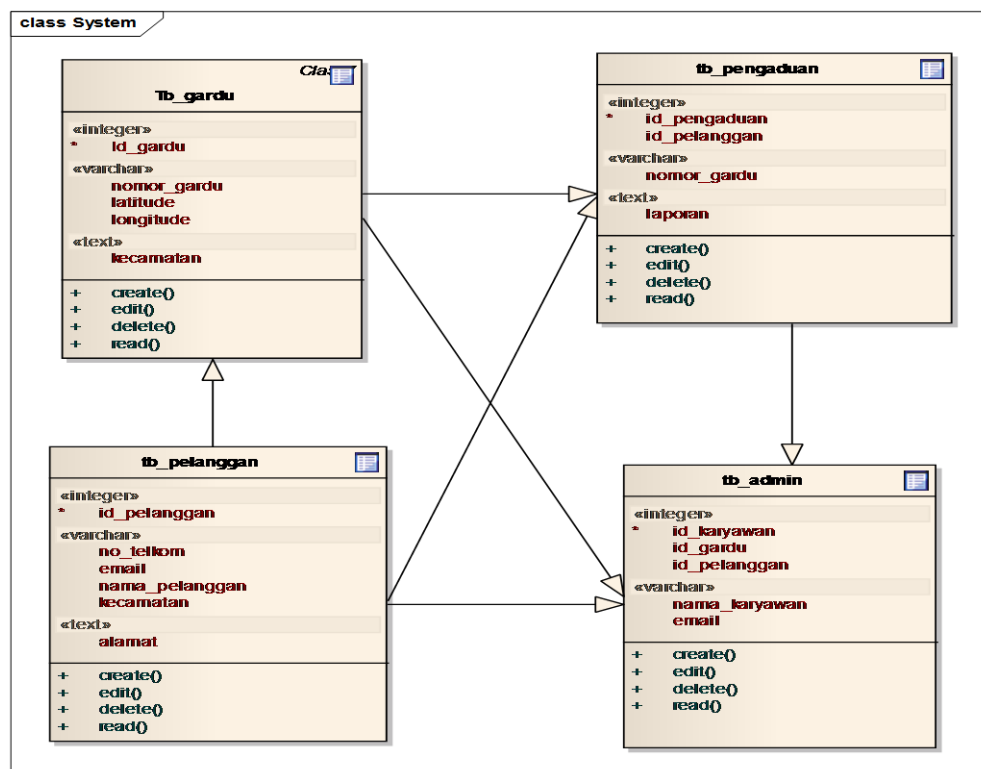 class System
Class
Tb_gardu
«integer»
* id_gardu
«varchar»
nomor_gardu
latitude
longitude
«text»
kecamatan
+ create()
+ edit()
+ delete()
+ read()
tb_pengaduan
«integer»
* id_pengaduan
id_pelanggan
«varchar»
nomor_gardu
«text»
laporan
+ create()
+ edit()
+ delete()
+ read()
tb_pelanggan
«integer»
* id_pelanggan
«varchar»
no_telkom
email
nama_pelanggan
kecamatan
«text»
alamat
+ create()
+ edit()
+ delete()
+ read()
tb_admin
«integer»
* id_karyawan
id_gardu
id_pelanggan
«varchar»
nama_karyawan
email
+ create()
+ edit()
+ delete()
+ read()